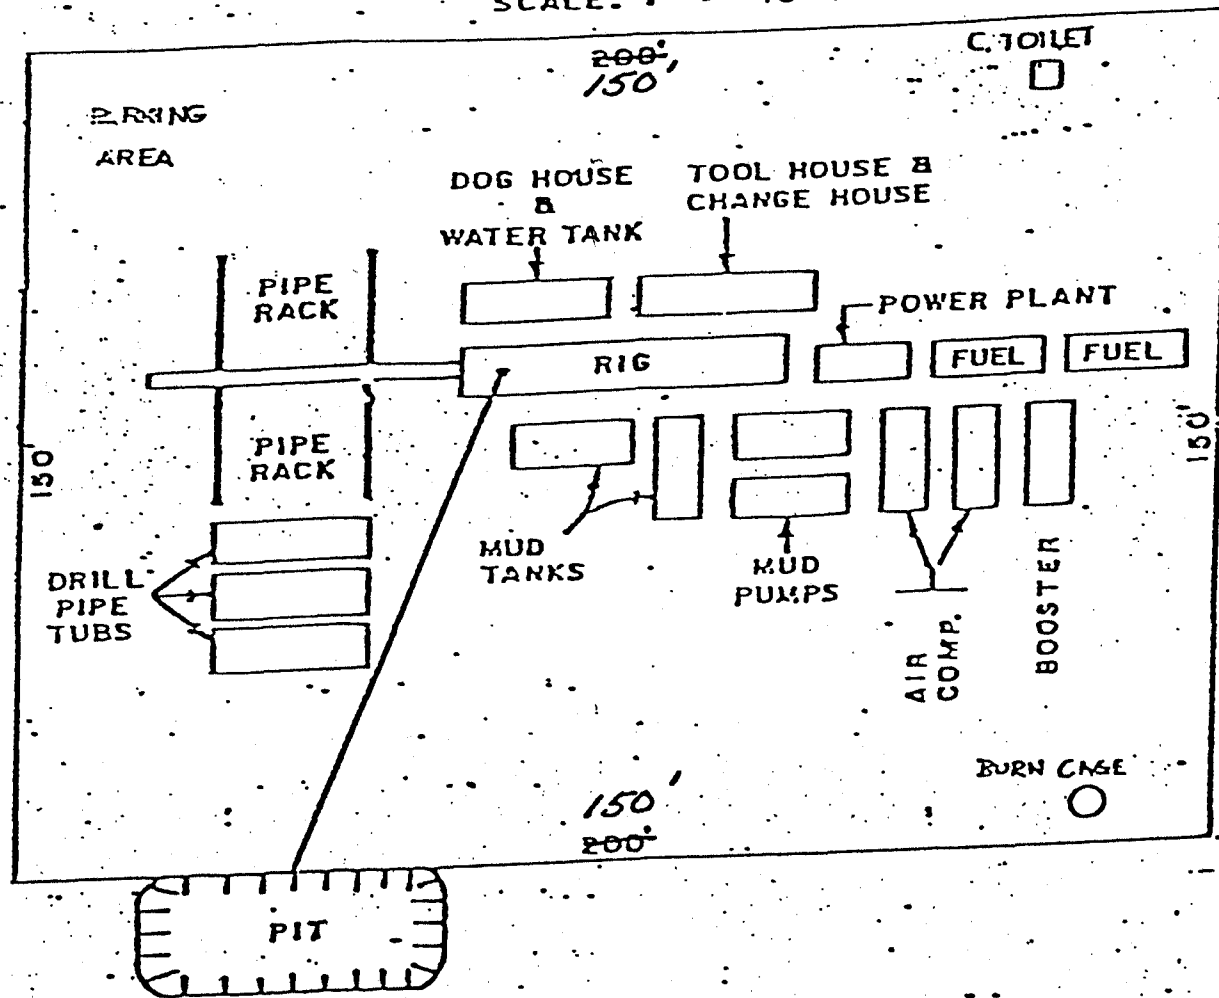 SCALE:
200'
150'
C. TOILET
AREA
DOG HOUSE
&
WATER TANK
TOOL HOUSE &
CHANGE HOUSE
PIPE
RACK
POWER PLANT
RIG
FUEL
FUEL
PIPE
RACK
150'
150'
MUD
TANKS
MUD
PUMPS
DRILL
PIPE
TUBS
AIR
COMP.
BOOSTER
BURN CAGE
150'
200'
PIT